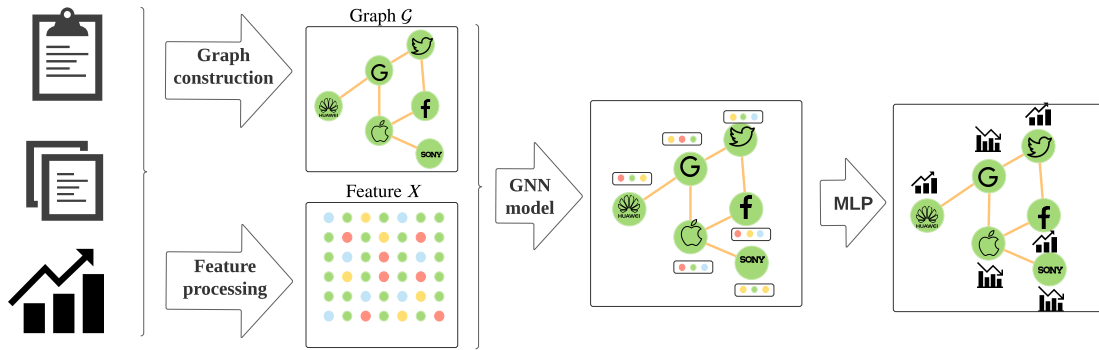 Graph 𝒢
Graph
construction
G
HUAWEI
f
SONY
Feature X
Feature
processing
GNN
model
G
HUAWEI
f
SONY
MLP
G
HUAWEI
f
SONY